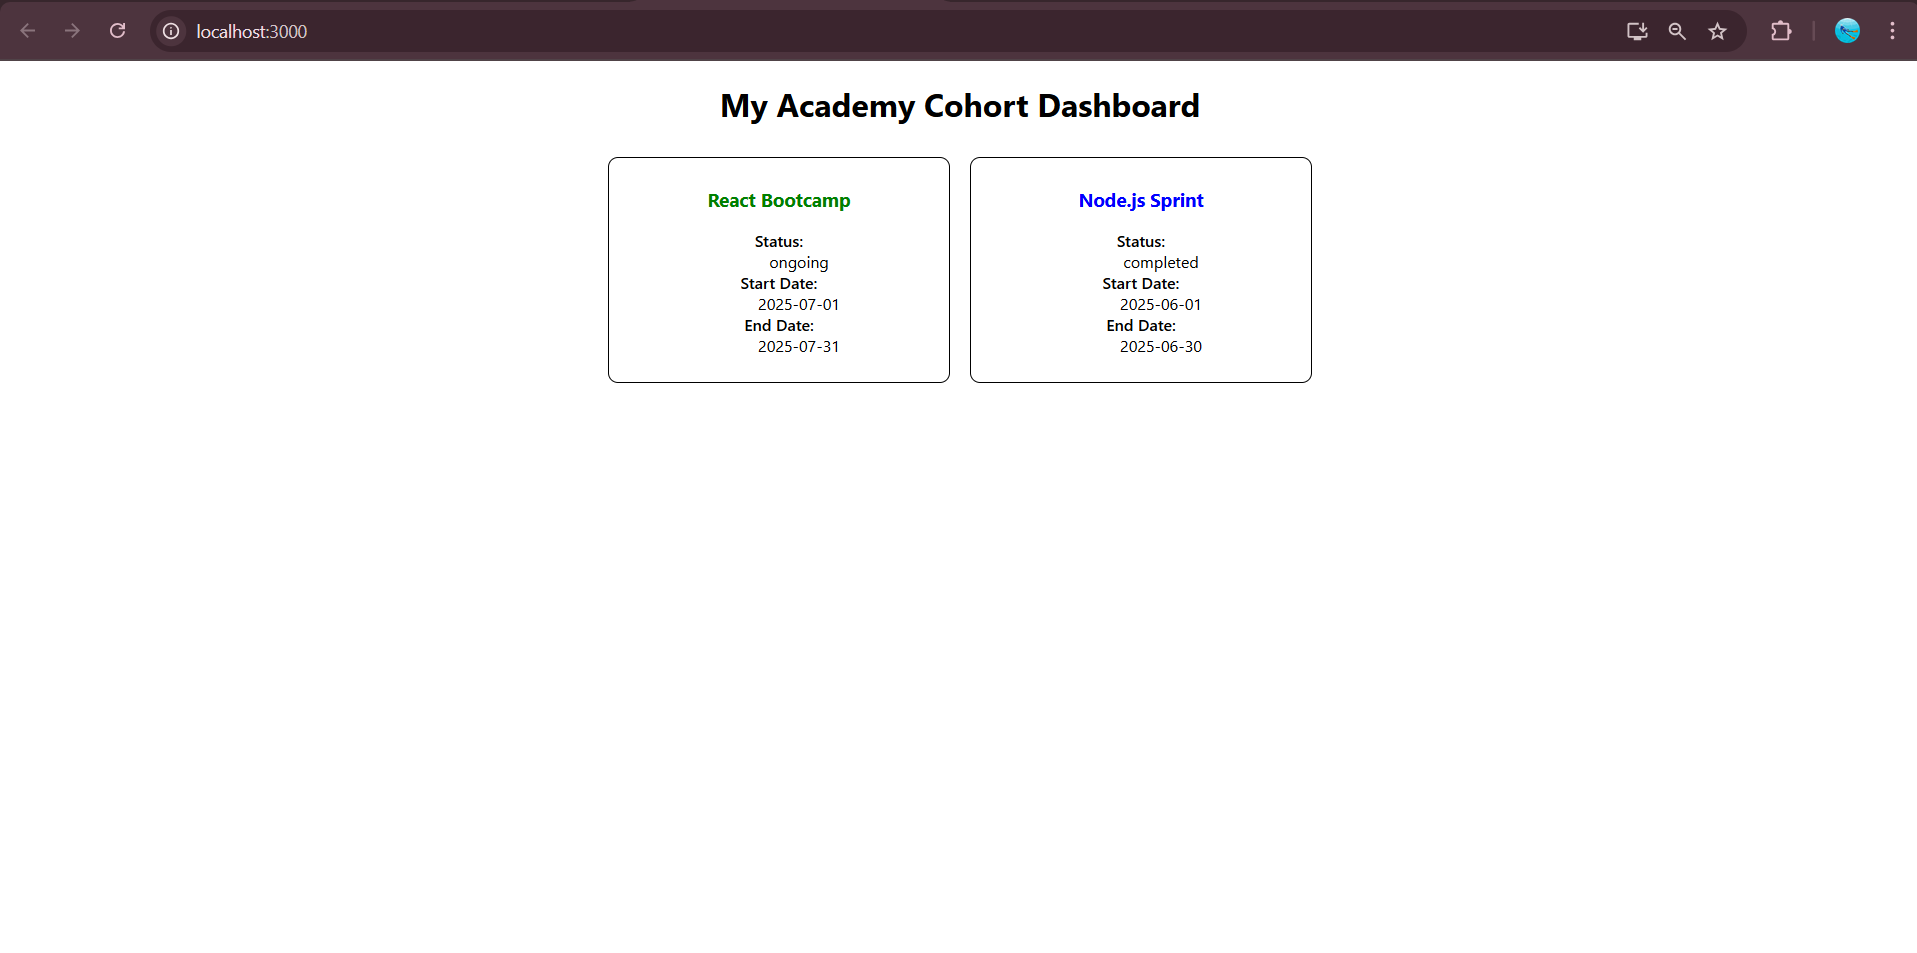 localhost:3000
My Academy Cohort Dashboard
React Bootcamp
Status:
ongoing
Start Date:
2025-07-01
End Date:
2025-07-31
Node.js Sprint
Status:
completed
Start Date:
2025-06-01
End Date:
2025-06-30